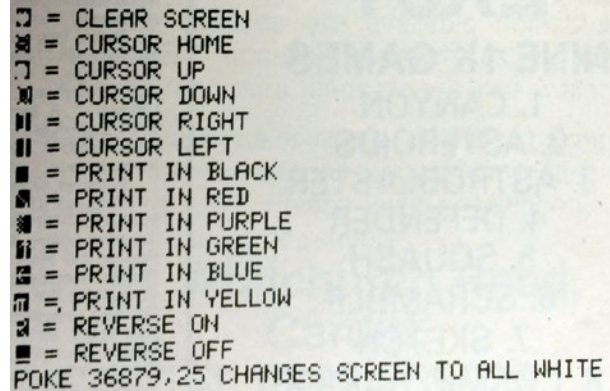 = CLEAR SCREEN
= CURSOR HOME
= CURSOR UP
= CURSOR DOWN
= CURSOR RIGHT
= CURSOR LEFT
= PRINT IN BLACK
= PRINT IN RED
= PRINT IN PURPLE
= PRINT IN GREEN
= PRINT IN BLUE
= PRINT IN YELLOW
= REVERSE ON
= REVERSE OFF
POKE 36879,25 CHANGES SCREEN TO ALL WHITE